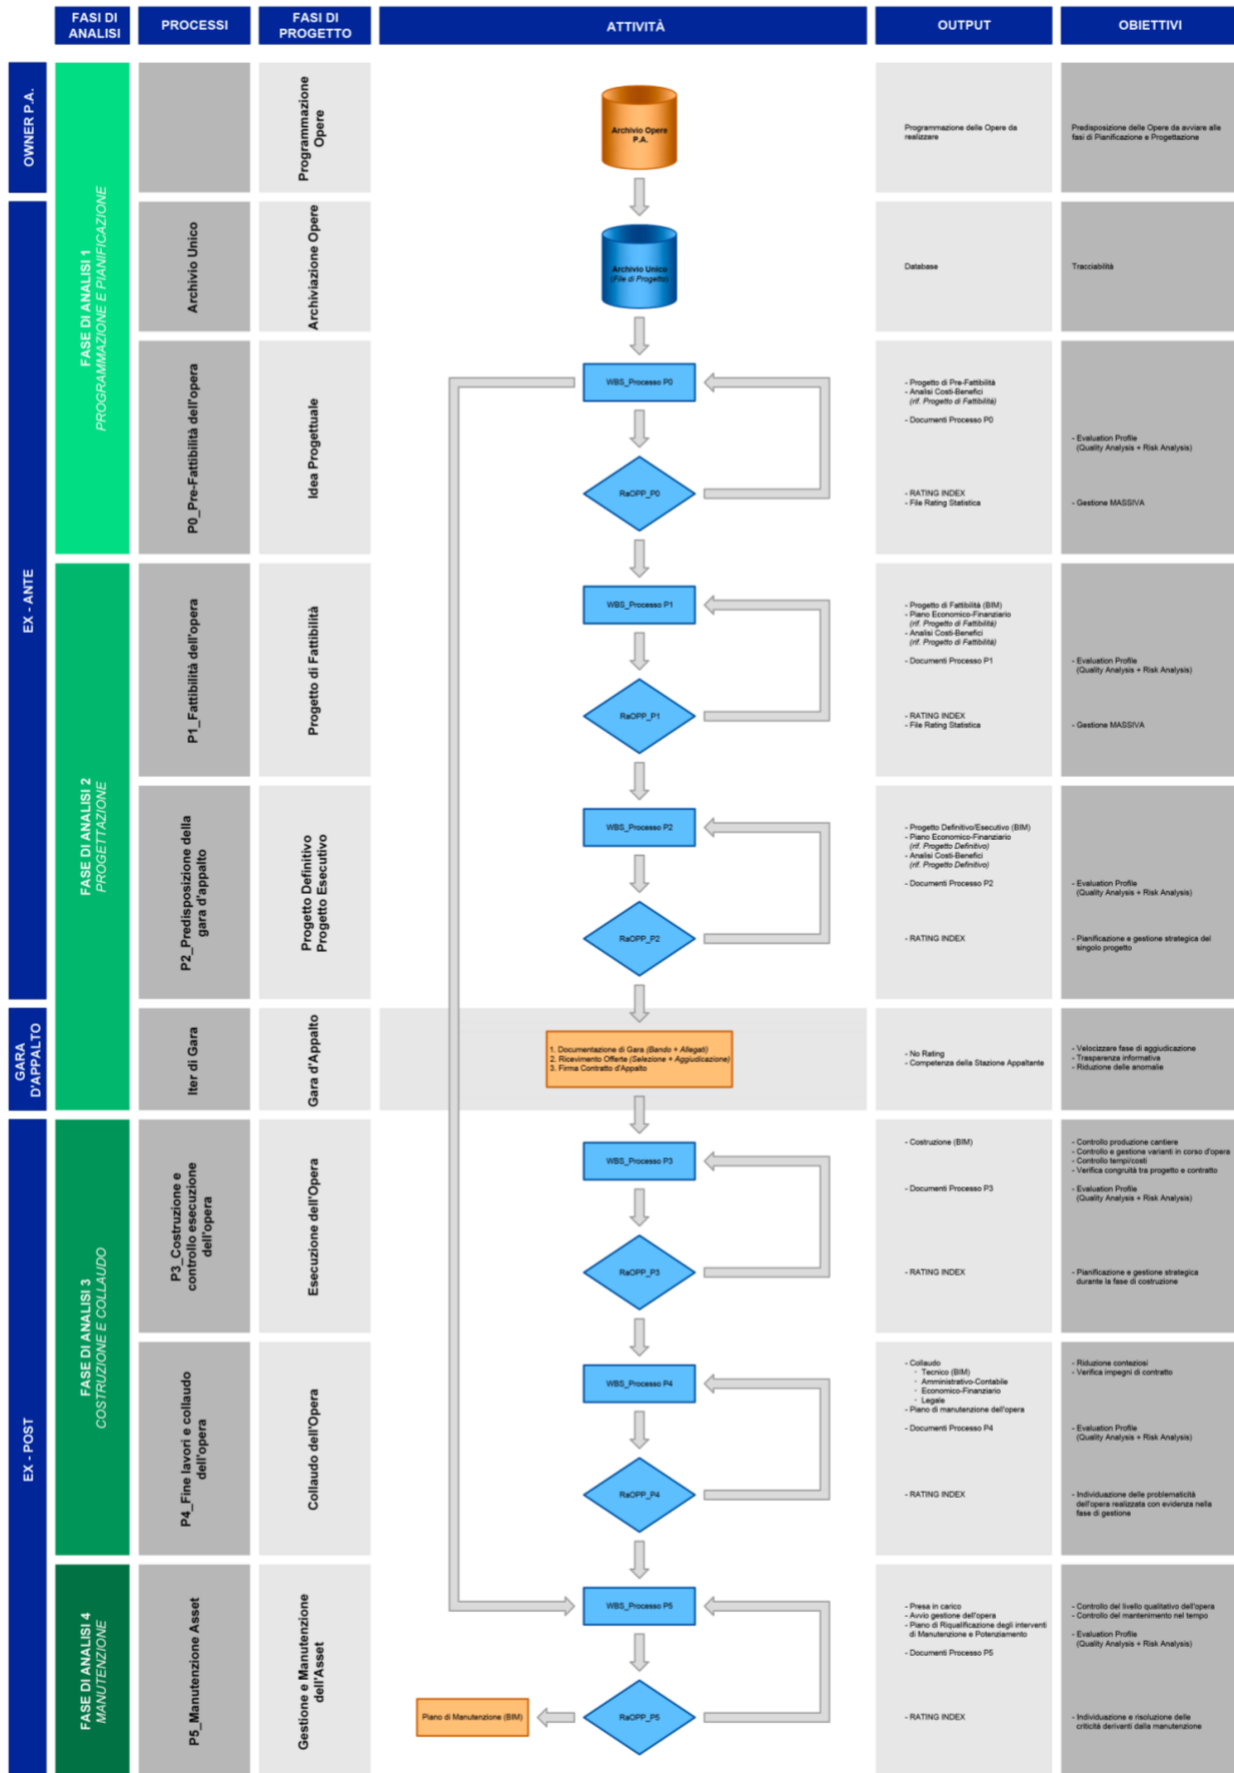 FASI DI
ANALISI
PROCESSI
FASI DI
PROGETTO
ATTIVITÀ
OUTPUT
OBIETTIVI
OWNER P.A.
EX - ANTE
GARA
D'APPALTO
EX - POST
FASE DI ANALISI 1
PROGRAMMAZIONE E PIANIFICAZIONE
FASE DI ANALISI 2
PROGETTAZIONE
FASE DI ANALISI 3
COSTRUZIONE E COLLAUDO
FASE DI ANALISI 4
MANUTENZIONE
Programmazione
Opere
Archivio Opere
P.A.
Programmazione delle Opere da
realizzare
Predisposizione delle Opere da avviare alle
fasi di Pianificazione e Progettazione
Archivio Unico
Archiviazione Opere
Archivio Unico
(File di Progetto)
Database
Tracciabilità
P0_Pre-Fattibilità dell'opera
Idea Progettuale
WBS_Processo P0
RaOPP_P0
- Progetto di Pre-Fattibilità
- Analisi Costi-Benefici
(rif. Progetto di Fattibilità)
- Documenti Processo P0
- RATING INDEX
- File Rating Statistica
- Evaluation Profile
(Quality Analysis + Risk Analysis)
- Gestione MASSIVA
P1_Fattibilità dell'opera
Progetto di Fattibilità
WBS_Processo P1
RaOPP_P1
- Progetto di Fattibilità (BIM)
- Piano Economico-Finanziario
(rif. Progetto di Fattibilità)
- Analisi Costi-Benefici
(rif. Progetto di Fattibilità)
- Documenti Processo P1
- RATING INDEX
- File Rating Statistica
- Evaluation Profile
(Quality Analysis + Risk Analysis)
- Gestione MASSIVA
P2_Predisposizione della
gara d'appalto
Progetto Definitivo
Progetto Esecutivo
WBS_Processo P2
RaOPP_P2
- Progetto Definitivo/Esecutivo (BIM)
- Piano Economico-Finanziario
(rif. Progetto Definitivo)
- Analisi Costi-Benefici
(rif. Progetto Definitivo)
- Documenti Processo P2
- RATING INDEX
- Evaluation Profile
(Quality Analysis + Risk Analysis)
- Pianificazione e gestione strategica del
singolo progetto
Iter di Gara
Gara d'Appalto
1. Documentazione di Gara (Bando + Allegati)
2. Ricevimento Offerte (Selezione + Aggiudicazione)
3. Firma Contratto d'Appalto
- No Rating
- Competenza della Stazione Appaltante
- Velocizzare fase di aggiudicazione
- Trasparenza informativa
- Riduzione delle anomalie
P3_Costruzione e
controllo esecuzione
dell'opera
Esecuzione dell'Opera
WBS_Processo P3
RaOPP_P3
- Costruzione (BIM)
- Documenti Processo P3
- RATING INDEX
- Controllo produzione cantiere
- Controllo e gestione varianti in corso d'opera
- Controllo tempi/costi
- Verifica congruità tra progetto e contratto
- Evaluation Profile
(Quality Analysis + Risk Analysis)
- Pianificazione e gestione strategica
durante la fase di costruzione
P4_Fine lavori e collaudo
dell'opera
Collaudo dell'Opera
WBS_Processo P4
RaOPP_P4
- Collaudo
· Tecnico (BIM)
· Amministrativo-Contabile
· Economico-Finanziario
· Legale
- Piano di manutenzione dell'opera
- Documenti Processo P4
- RATING INDEX
- Riduzione conteziosi
- Verifica impegni di contratto
- Evaluation Profile
(Quality Analysis + Risk Analysis)
- Individuazione delle problematicità
dell'opera realizzata con evidenza nella
fase di gestione
P5_Manutenzione Asset
Gestione e Manutenzione
dell'Asset
WBS_Processo P5
Piano di Manutenzione (BIM)
RaOPP_P5
- Presa in carico
- Avvio gestione dell'opera
- Piano di Riqualificazione degli interventi
di Manutenzione e Potenziamento
- Documenti Processo P5
- RATING INDEX
- Controllo del livello qualitativo dell'opera
- Controllo del mantenimento nel tempo
- Evaluation Profile
(Quality Analysis + Risk Analysis)
- Individuazione e risoluzione delle
criticità derivanti dalla manutenzione